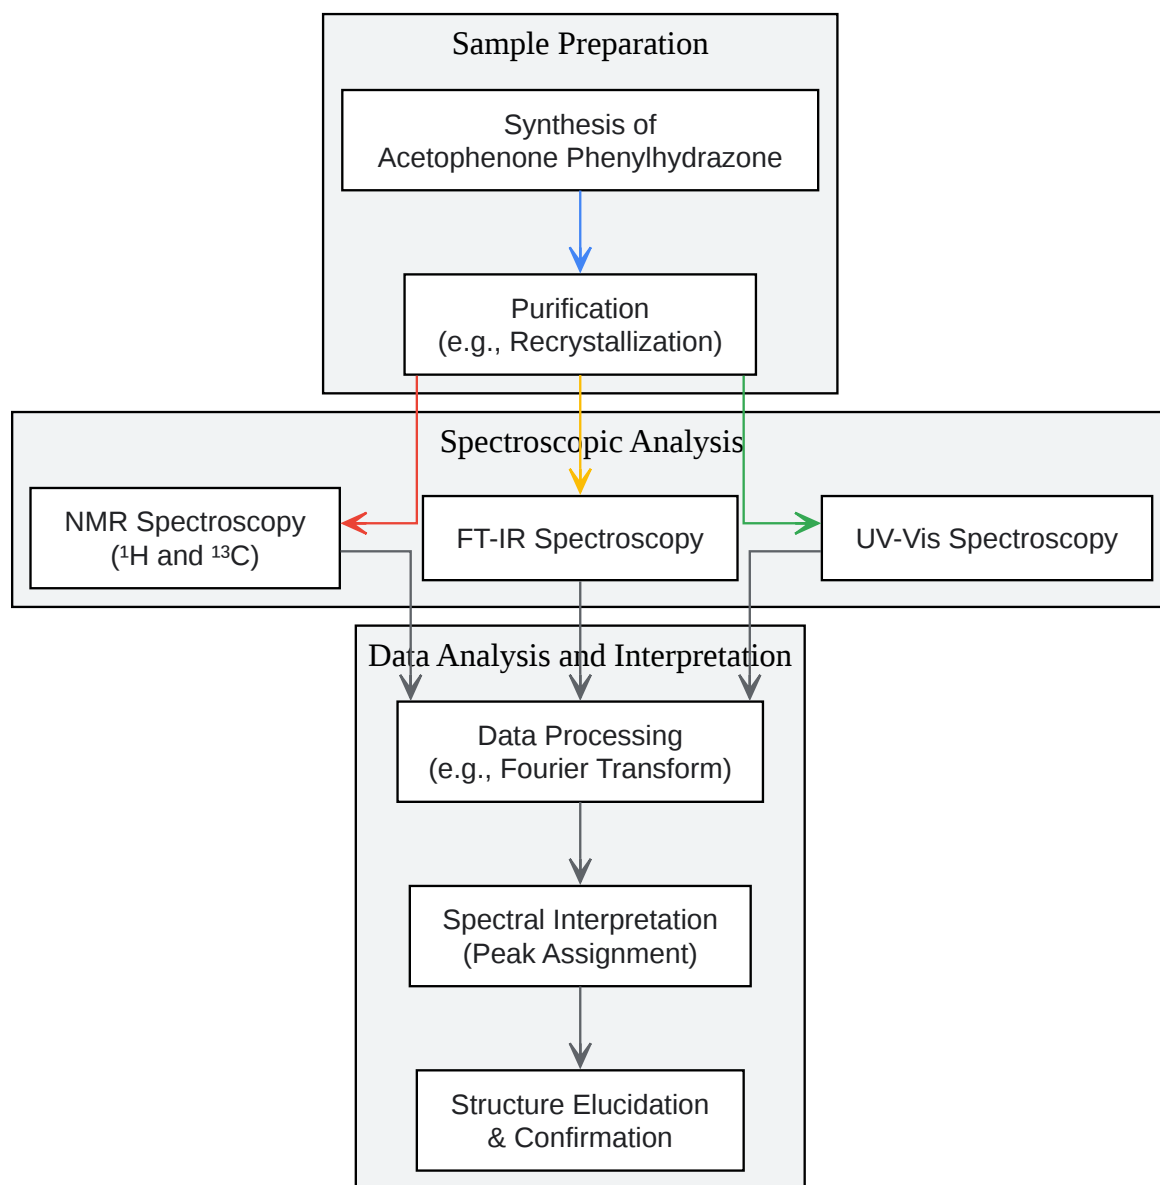 Sample Preparation
Synthesis of
Acetophenone Phenylhydrazone
Purification
(e.g., Recrystallization)
Spectroscopic Analysis
NMR Spectroscopy
(¹H and ¹³C)
FT-IR Spectroscopy
UV-Vis Spectroscopy
Data Analysis and Interpretation
Data Processing
(e.g., Fourier Transform)
Spectral Interpretation
(Peak Assignment)
Structure Elucidation
& Confirmation